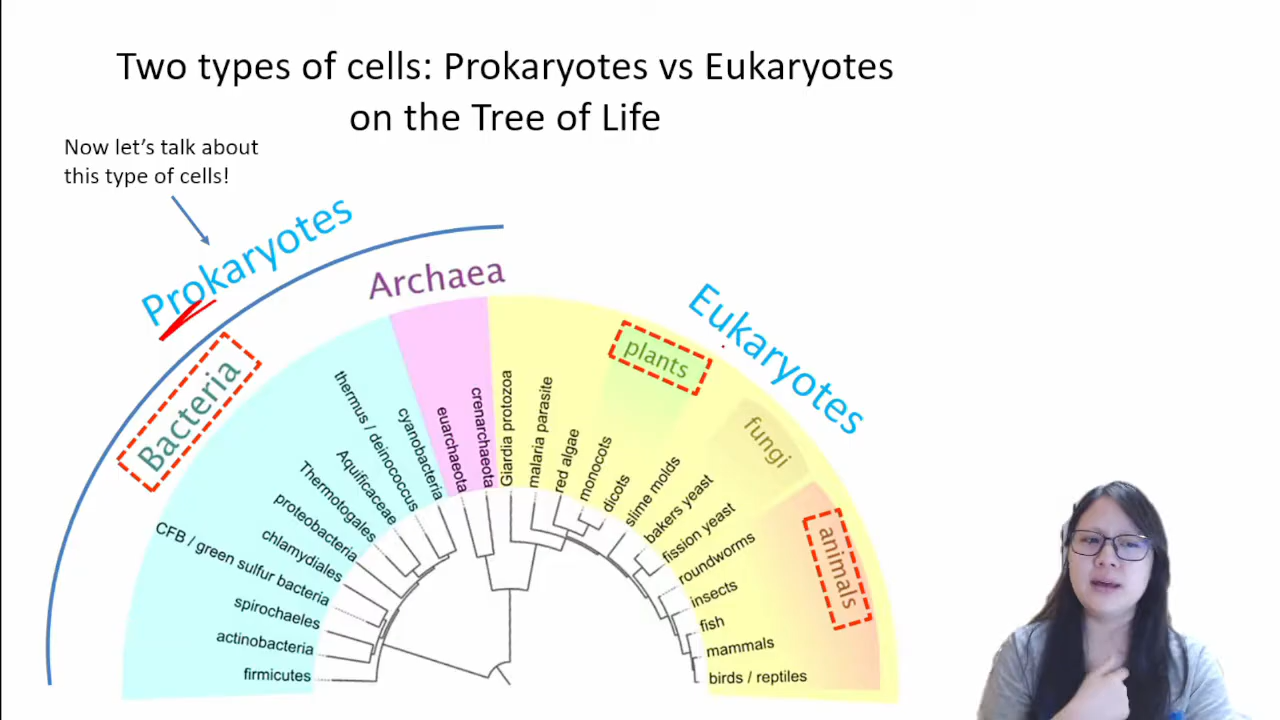 Two types of cells: Prokaryotes vs Eukaryotes
on the Tree of Life
Now let's talk about
this type of cells!
Prokaryotes
Archaea
Eukaryotes
Bacteria
plants
fungi
animals
firmicutes
actinobacteria
spirochaeles
CFB / green sulfur bacteria
chlamydiales
proteobacteria
Thermotogales
Aquificaceae
thermus / deinococcus
cyanobacteria
euarchaeota
crenarchaeota
Giardia protozoa
malaria parasite
red algae
monocots
dicots
slime molds
bakers yeast
fission yeast
roundworms
insects
fish
mammals
birds / reptiles